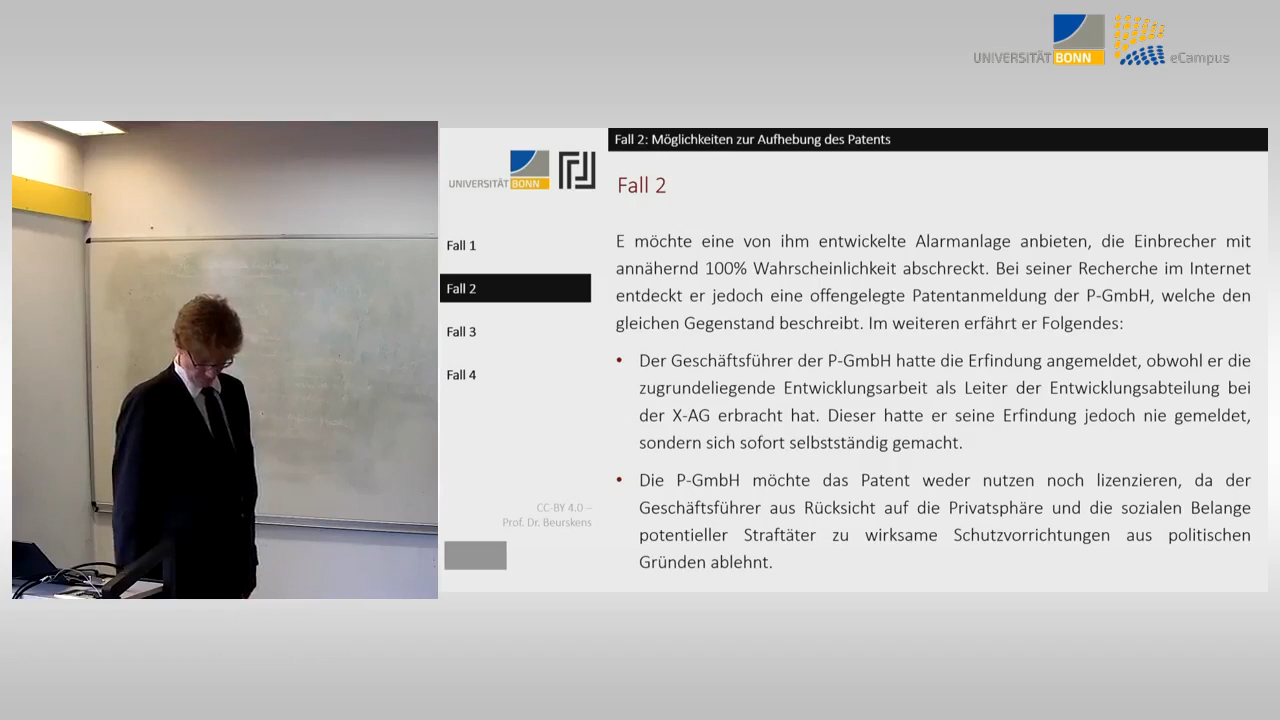 UNIVERSITÄT BONN eCampus
Fall 2: Möglichkeiten zur Aufhebung des Patents
UNIVERSITÄT BONN
Fall 2
Fall 1
Fall 2
Fall 3
Fall 4
CC-BY 4.0 –
Prof. Dr. Beurskens
E möchte eine von ihm entwickelte Alarmanlage anbieten, die Einbrecher mit
annähernd 100% Wahrscheinlichkeit abschreckt. Bei seiner Recherche im Internet
entdeckt er jedoch eine offengelegte Patentanmeldung der P-GmbH, welche den
gleichen Gegenstand beschreibt. Im weiteren erfährt er Folgendes:
• Der Geschäftsführer der P-GmbH hatte die Erfindung angemeldet, obwohl er die
zugrundeliegende Entwicklungsarbeit als Leiter der Entwicklungsabteilung bei
der X-AG erbracht hat. Dieser hatte er seine Erfindung jedoch nie gemeldet,
sondern sich sofort selbstständig gemacht.
• Die P-GmbH möchte das Patent weder nutzen noch lizenzieren, da der
Geschäftsführer aus Rücksicht auf die Privatsphäre und die sozialen Belange
potentieller Straftäter zu wirksame Schutzvorrichtungen aus politischen
Gründen ablehnt.